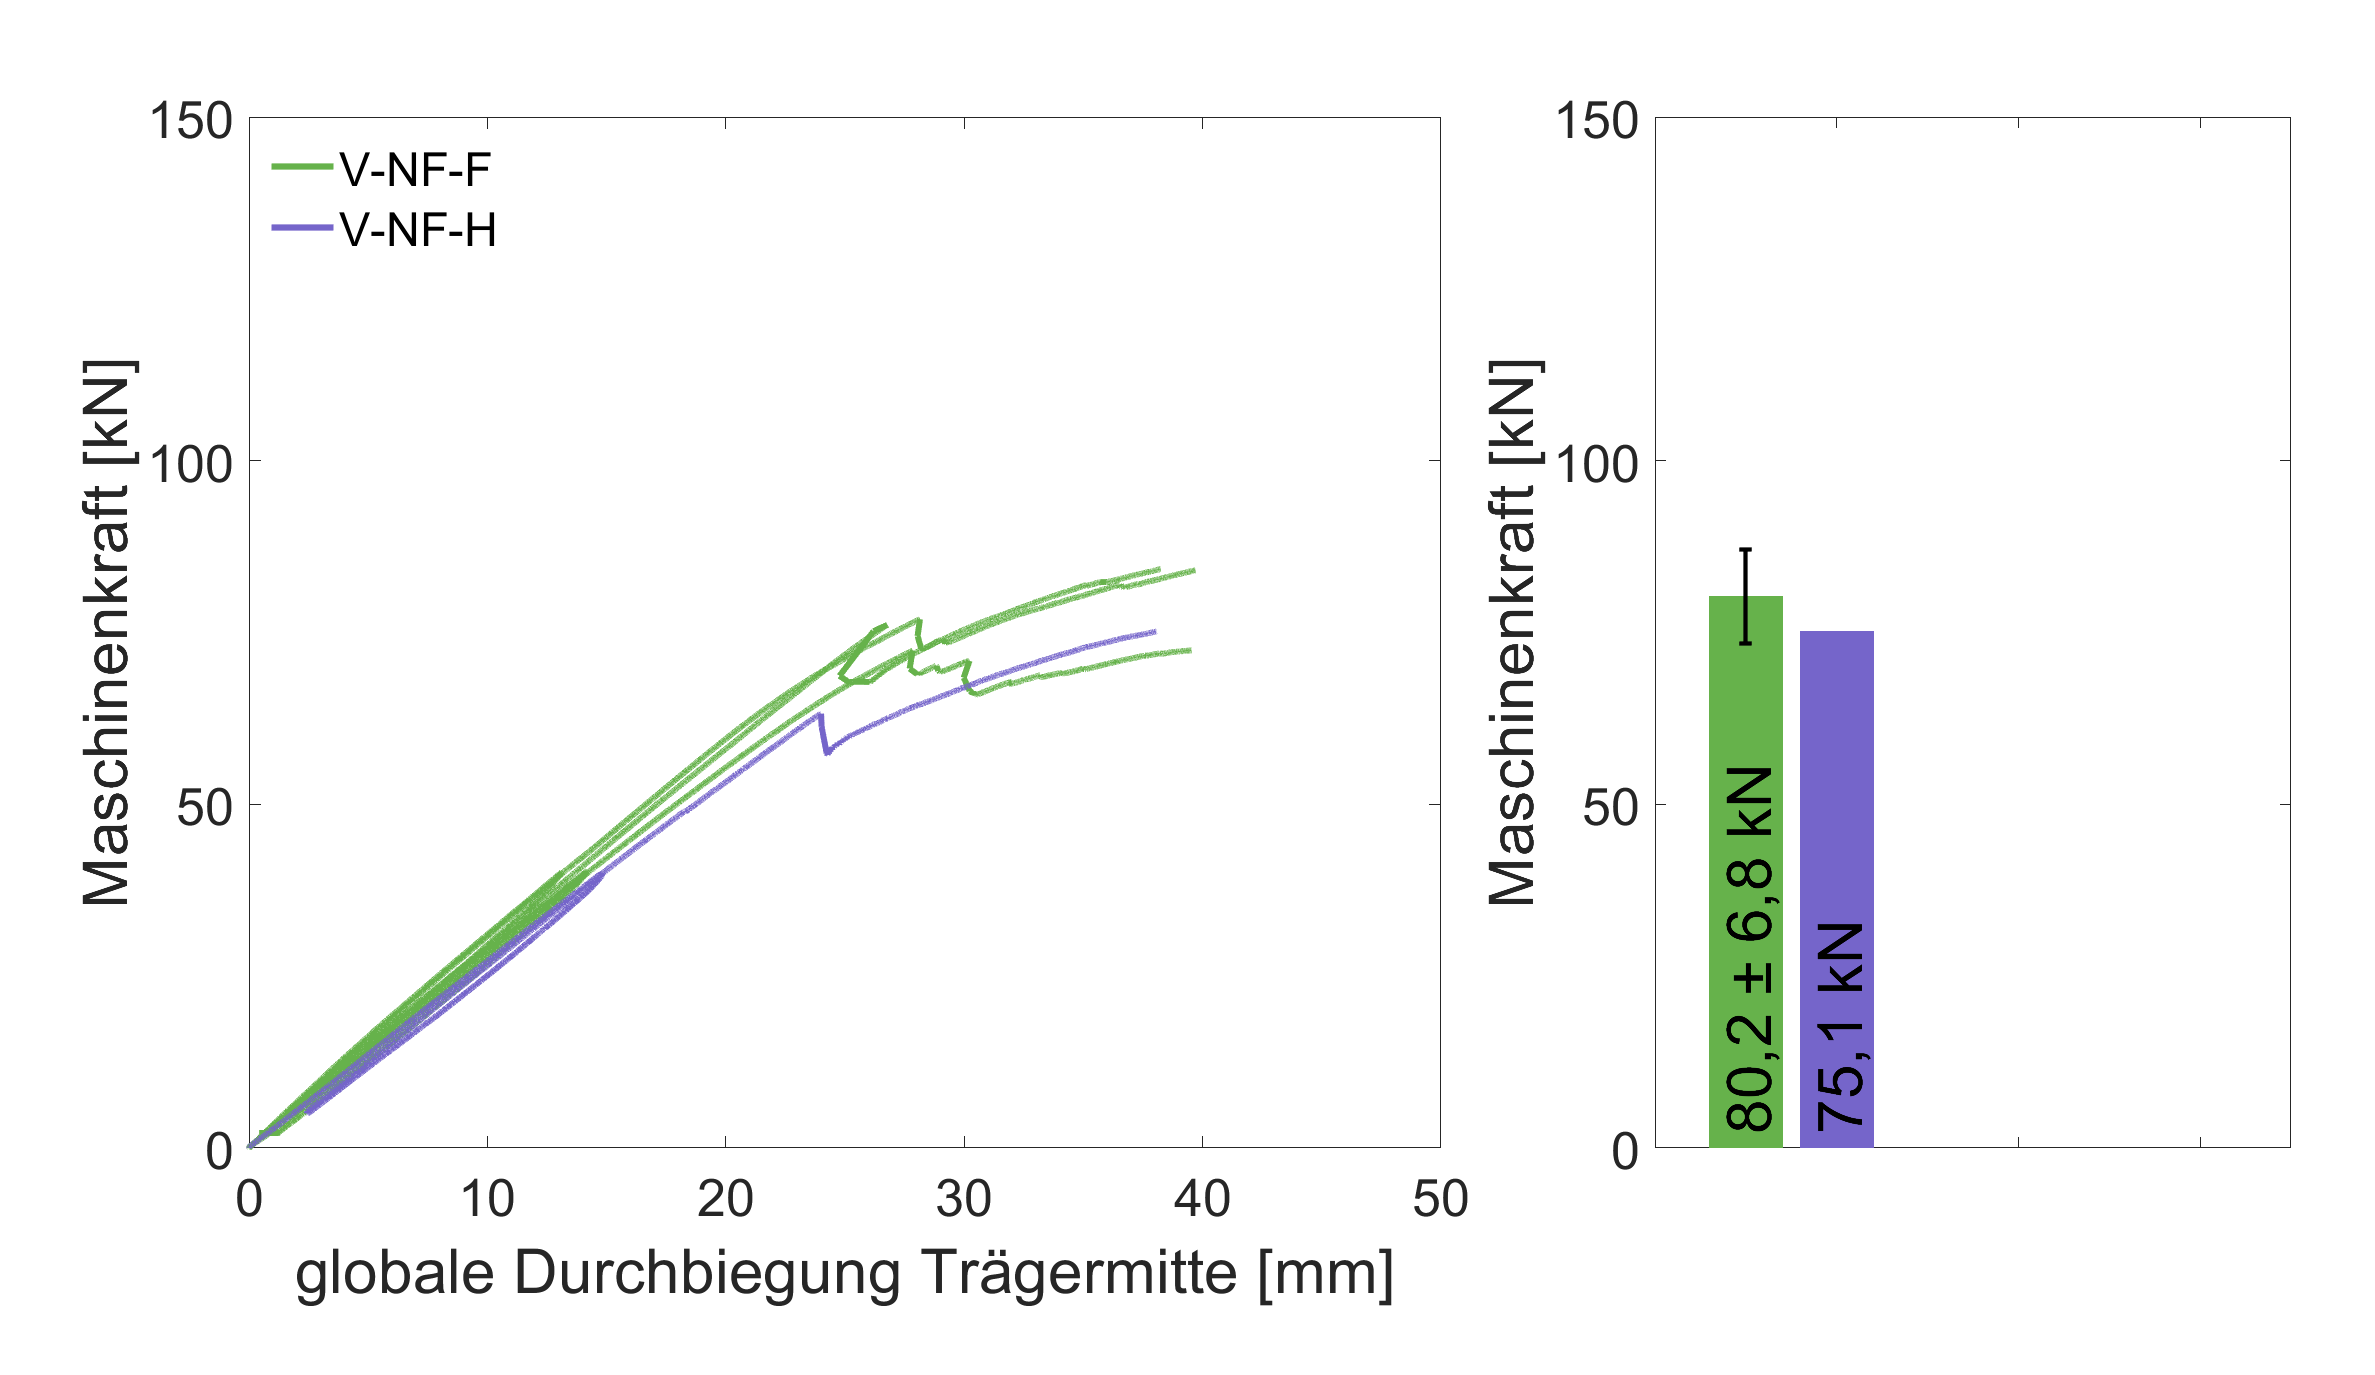 150
100
50
0
Maschinenkraft [kN]
V-NF-F
V-NF-H
0 10 20 30 40 50
globale Durchbiegung Trägermitte [mm]
150
100
50
0
Maschinenkraft [kN]
80,2 ± 6,8 kN
75,1 kN